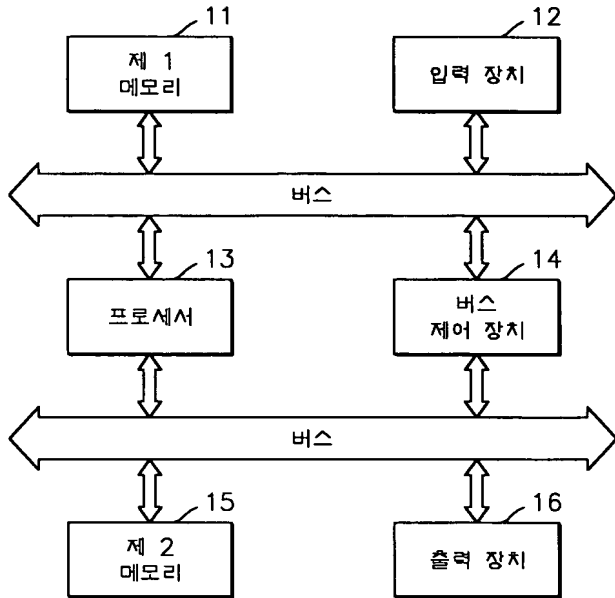 11
제 1
메모리
12
입력 장치
버스
13
프로세서
14
버스
제어 장치
버스
15
제 2
메모리
16
출력 장치